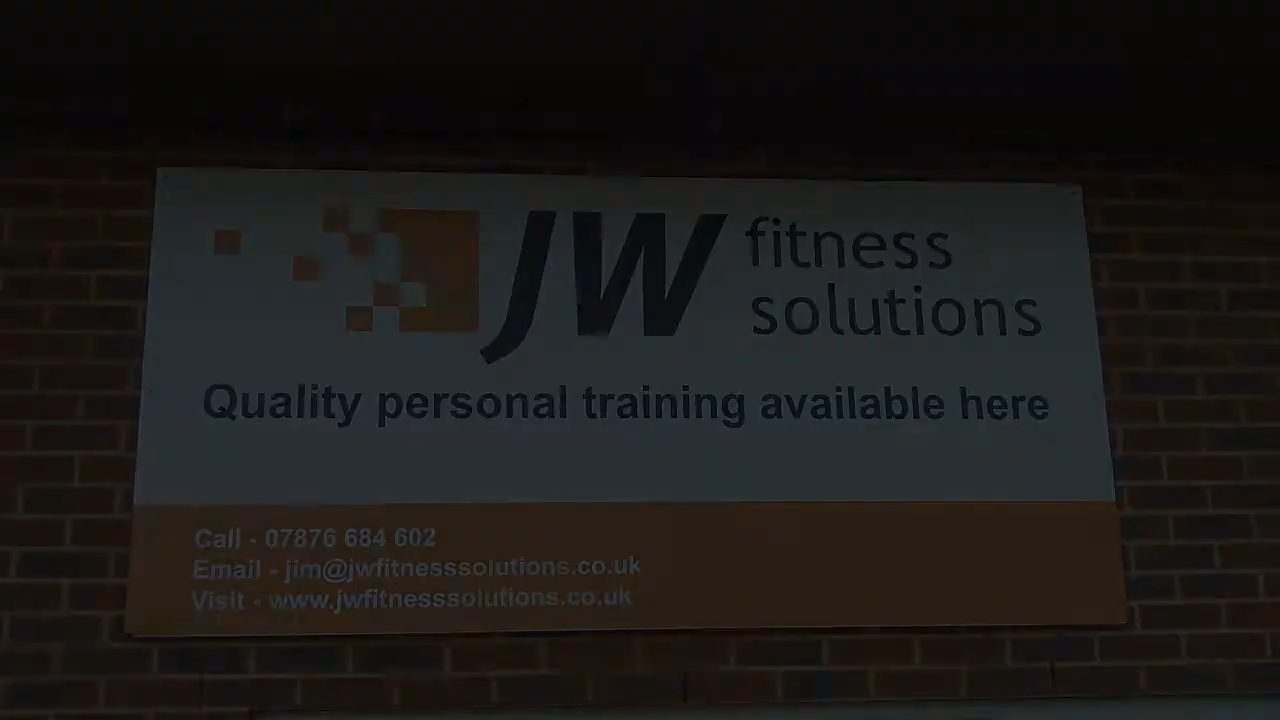 JW fitness
solutions
Quality personal training available here
Call - 07876 684 602
Email - jim@jwfitnesssolutions.co.uk
Visit - www.jwfitnesssolutions.co.uk